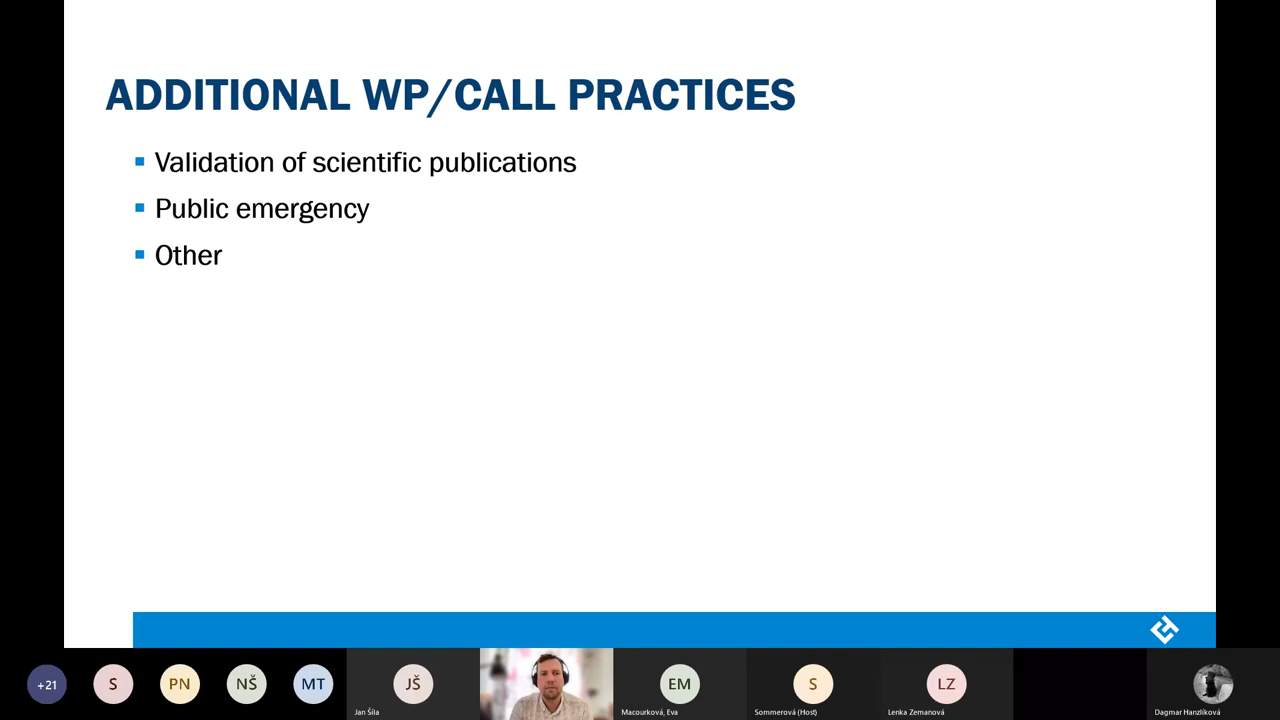 ADDITIONAL WP/CALL PRACTICES
Validation of scientific publications
Public emergency
Other
+21
S
PN
NŠ
MT
JŠ
EM
S
LZ
Jan Šíla
Macourková, Eva
Sommerová (Host)
Lenka Zemanová
Dagmar Hanzlíková